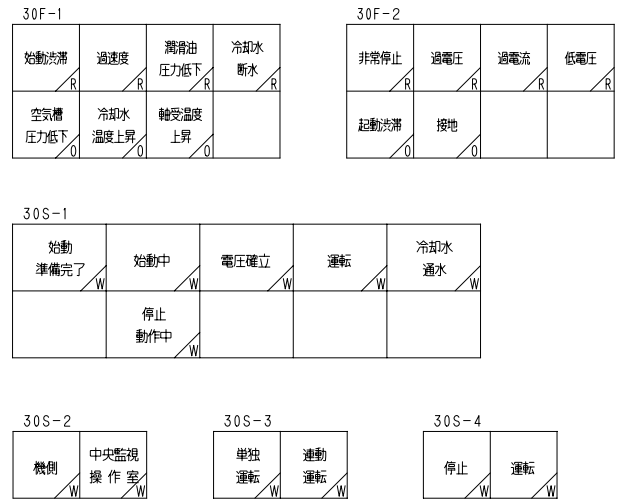 30F-1
始動渋滞 R
過速度 R
潤滑油
圧力低下 R
冷却水
断水 R
空気槽
圧力低下 O
冷却水
温度上昇 O
軸受温度
上昇 O
30F-2
非常停止 R
過電圧 R
過電流 R
低電圧 R
起動渋滞 O
接地 O
30S-1
始動
準備完了 W
始動中 W
電圧確立 W
運転 W
冷却水
通水 W
停止
動作中 W
30S-2
機側 W
中央監視
操作室 W
30S-3
単独
運転 W
連動
運転 W
30S-4
停止 W
運転 W